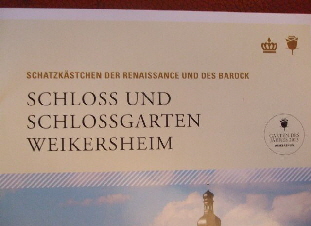 SCHATZKÄSTCHEN DER RENAISSANCE UND DES BAROCK
SCHLOSS UND
SCHLOSSGARTEN
WEIKERSHEIM